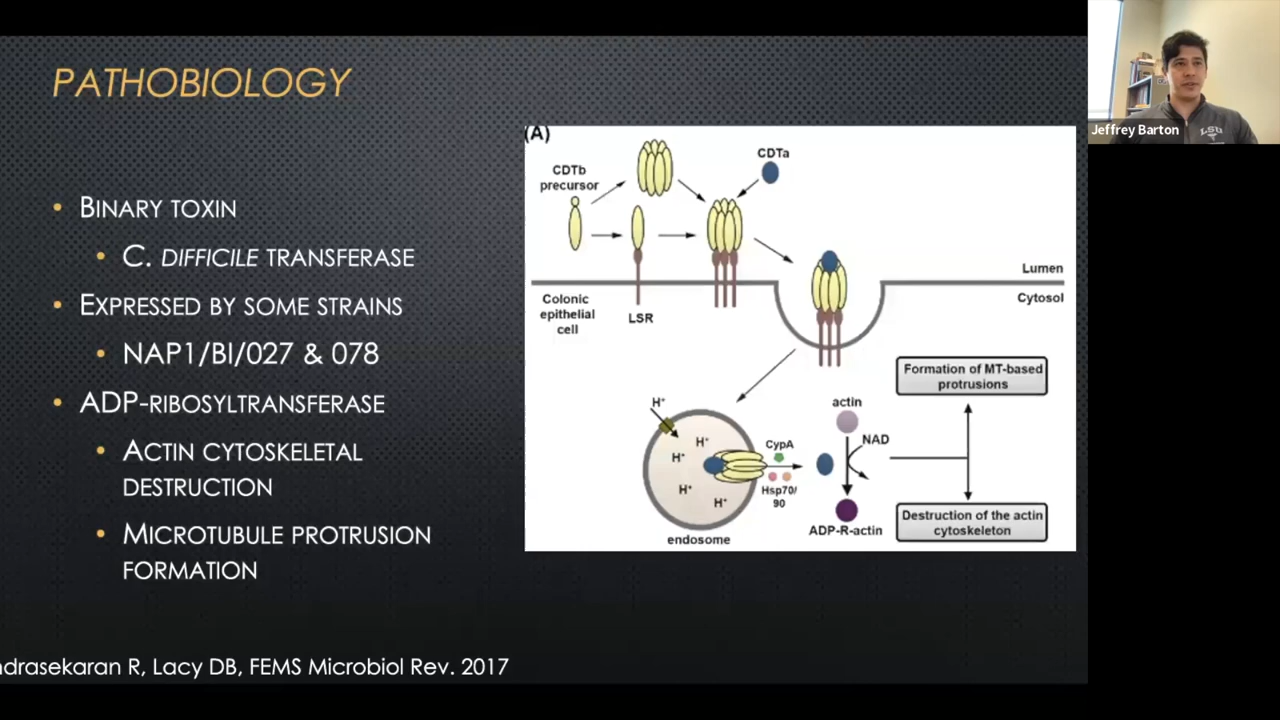 PATHOBIOLOGY
• BINARY TOXIN
• C. DIFFICILE TRANSFERASE
• EXPRESSED BY SOME STRAINS
• NAP1/BI/027 & 078
• ADP-RIBOSYLTRANSFERASE
• ACTIN CYTOSKELETAL
DESTRUCTION
• MICROTUBULE PROTRUSION
FORMATION
ndrasekaran R, Lacy DB, FEMS Microbiol Rev. 2017
(A)
CDTb
precursor
CDTa
Lumen
Cytosol
Colonic
epithelial
cell
LSR
Formation of MT-based
protrusions
H+
H+
H+
H+
H+
CypA
Hsp70/
90
actin
NAD
ADP-R-actin
Destruction of the actin
cytoskeleton
endosome
Jeffrey Barton
LSU